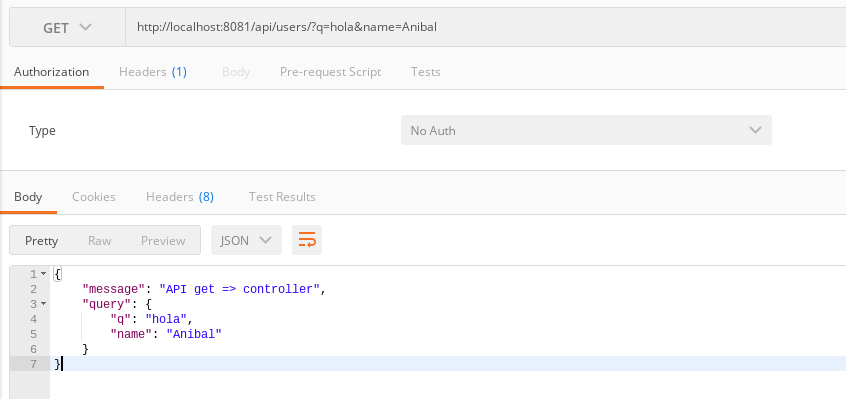 GET http://localhost:8081/api/users/?q=hola&name=Anibal
Authorization Headers (1) Body Pre-request Script Tests
Type No Auth
Body Cookies Headers (8) Test Results
Pretty Raw Preview JSON
1 {
2 "message": "API get => controller",
3 "query": {
4 "q": "hola",
5 "name": "Anibal"
6 }
7 }